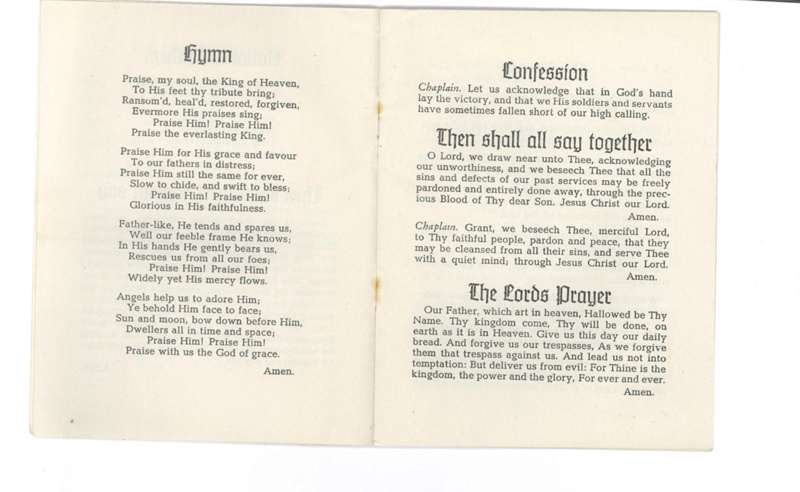 Hymn
Praise, my soul, the King of Heaven,
To His feet thy tribute bring;
Ransom'd, heal'd, restored, forgiven,
Evermore His praises sing;
Praise Him! Praise Him!
Praise the everlasting King.
Praise Him for His grace and favour
To our fathers in distress;
Praise Him still the same for ever,
Slow to chide, and swift to bless;
Praise Him! Praise Him!
Glorious in His faithfulness.
Father-like, He tends and spares us,
Well our feeble frame He knows;
In His hands He gently bears us,
Rescues us from all our foes;
Praise Him! Praise Him!
Widely yet His mercy flows.
Angels help us to adore Him;
Ye behold Him face to face;
Sun and moon, bow down before Him,
Dwellers all in time and space;
Praise Him! Praise Him!
Praise with us the God of grace.
Amen.
Confession
Chaplain. Let us acknowledge that in God's hand
lay the victory, and that we His soldiers and servants
have sometimes fallen short of our high calling.
Then shall all say together
O Lord, we draw near unto Thee, acknowledging
our unworthiness, and we beseech Thee that all the
sins and defects of our past services may be freely
pardoned and entirely done away, through the prec-
ious Blood of Thy dear Son. Jesus Christ our Lord.
Amen.
Chaplain. Grant, we beseech Thee, merciful Lord,
to Thy faithful people, pardon and peace, that they
may be cleansed from all their sins, and serve Thee
with a quiet mind; through Jesus Christ our Lord.
Amen.
The Lords Prayer
Our Father, which art in heaven, Hallowed be Thy
Name. Thy kingdom come, Thy will be done, on
earth as it is in Heaven. Give us this day our daily
bread. And forgive us our trespasses, As we forgive
them that trespass against us. And lead us not into
temptation: But deliver us from evil: For Thine is the
kingdom, the power and the glory, For ever and ever.
Amen.